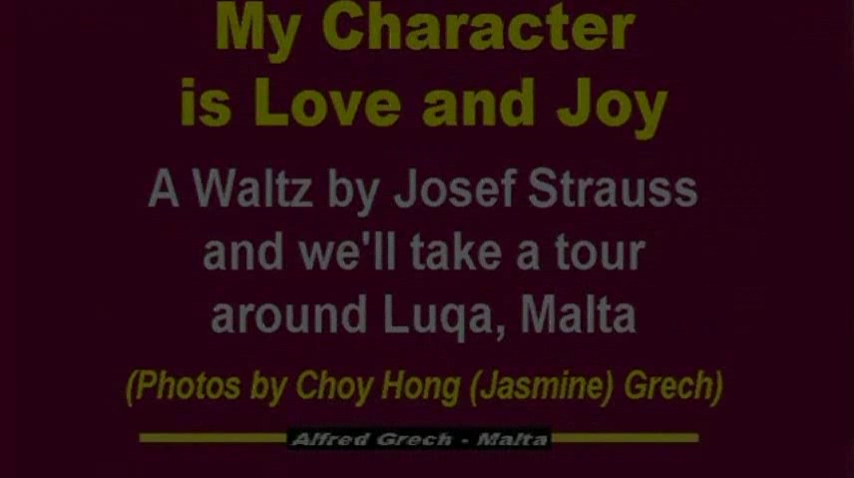 My Character
is Love and Joy
A Waltz by Josef Strauss
and we'll take a tour
around Luqa, Malta
(Photos by Choy Hong (Jasmine) Grech)
Alfred Grech - Malta